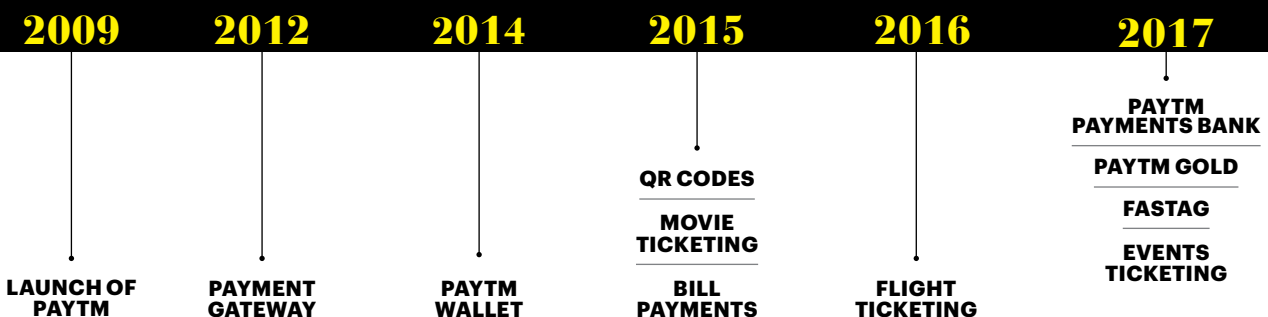 2009
2012
2014
2015
2016
2017
LAUNCH OF
PAYTM
PAYMENT
GATEWAY
PAYTM
WALLET
QR CODES
MOVIE
TICKETING
BILL
PAYMENTS
FLIGHT
TICKETING
PAYTM
PAYMENTS BANK
PAYTM GOLD
FASTAG
EVENTS
TICKETING